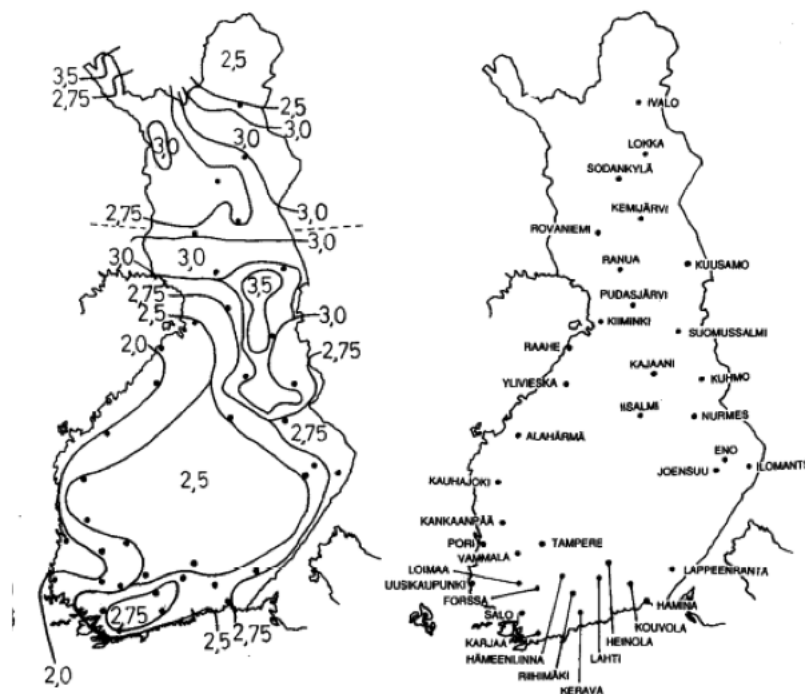 3,5
2,75
2,5
2,5
3,0
3,0
3,0
2,75
3,0
3,0
3,0
3,0
2,75
2,5
3,5
3,0
2,0
2,75
2,75
2,5
2,75
2,5
2,75
2,0
IVALO
LOKKA
SODANKYLÄ
KEMIJÄRVI
ROVANIEMI
RANUA
KUUSAMO
PUDASJÄRVI
KIIMINKI
SUOMUSSALMI
RAAHE
KAJAANI
YLIVIESKA
KUHMO
IISALMI
NURMES
ALAHÄRMÄ
ENO
JOENSUU
ILOMANTI
KAUHAJOKI
KANKAANPÄÄ
PORI
TAMPERE
VAMMALA
LOIMAA
LAPPEENRANTA
UUSIKAUPUNKI
FORSSA
HAMINA
SALO
KOUVOLA
KARJAA
HEINOLA
HÄMEENLINNA
LAHTI
RIIHIMÄKI
KERAVA